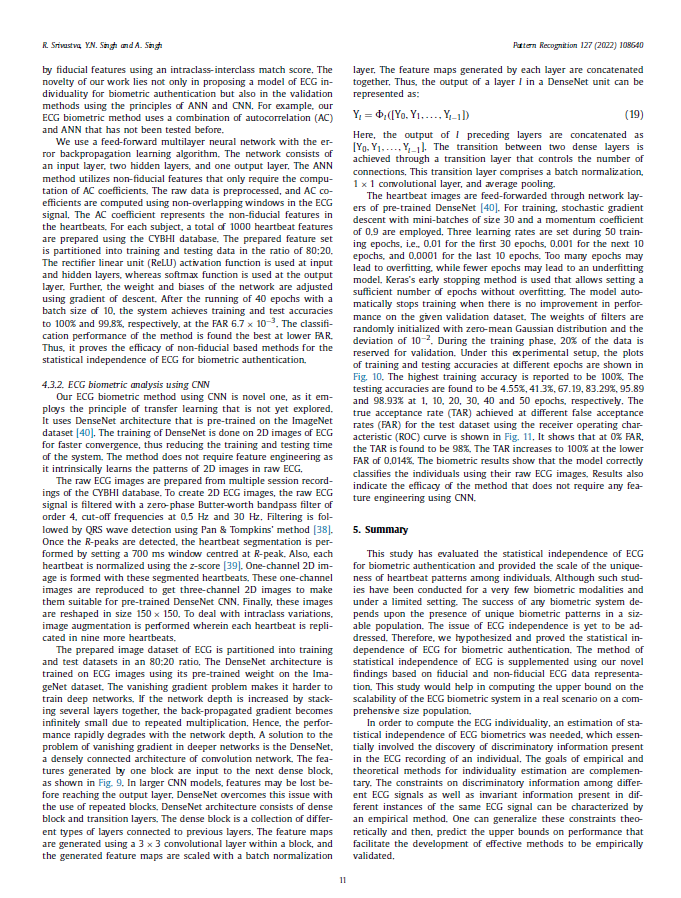 R. Srivastva, Y.N. Singh and A. Singh
Pattern Recognition 127 (2022) 108640
by fiducial features using an intraclass-interclass match score. The
novelty of our work lies not only in proposing a model of ECG in-
dividuality for biometric authentication but also in the validation
methods using the principles of ANN and CNN. For example, our
ECG biometric method uses a combination of autocorrelation (AC)
and ANN that has not been tested before.
We use a feed-forward multilayer neural network with the er-
ror backpropagation learning algorithm. The network consists of
an input layer, two hidden layers, and one output layer. The ANN
method utilizes non-fiducial features that only require the compu-
tation of AC coefficients. The raw data is preprocessed, and AC co-
efficients are computed using non-overlapping windows in the ECG
signal. The AC coefficient represents the non-fiducial features in
the heartbeats. For each subject, a total of 1000 heartbeat features
are prepared using the CYBHI database. The prepared feature set
is partitioned into training and testing data in the ratio of 80:20.
The rectifier linear unit (ReLU) activation function is used at input
and hidden layers, whereas softmax function is used at the output
layer. Further, the weight and biases of the network are adjusted
using gradient of descent. After the running of 40 epochs with a
batch size of 10, the system achieves training and test accuracies
to 100% and 99.8%, respectively, at the FAR 6.7 × 10⁻³. The classifi-
cation performance of the method is found the best at lower FAR.
Thus, it proves the efficacy of non-fiducial based methods for the
statistical independence of ECG for biometric authentication.
4.3.2. ECG biometric analysis using CNN
Our ECG biometric method using CNN is novel one, as it em-
ploys the principle of transfer learning that is not yet explored.
It uses DenseNet architecture that is pre-trained on the ImageNet
dataset [40]. The training of DenseNet is done on 2D images of ECG
for faster convergence, thus reducing the training and testing time
of the system. The method does not require feature engineering as
it intrinsically learns the patterns of 2D images in raw ECG.
The raw ECG images are prepared from multiple session record-
ings of the CYBHI database. To create 2D ECG images, the raw ECG
signal is filtered with a zero-phase Butter-worth bandpass filter of
order 4, cut-off frequencies at 0.5 Hz and 30 Hz. Filtering is fol-
lowed by QRS wave detection using Pan & Tompkins' method [38].
Once the R-peaks are detected, the heartbeat segmentation is per-
formed by setting a 700 ms window centred at R-peak. Also, each
heartbeat is normalized using the z-score [39]. One-channel 2D im-
age is formed with these segmented heartbeats. These one-channel
images are reproduced to get three-channel 2D images to make
them suitable for pre-trained DenseNet CNN. Finally, these images
are reshaped in size 150 × 150. To deal with intraclass variations,
image augmentation is performed wherein each heartbeat is repli-
cated in nine more heartbeats.
The prepared image dataset of ECG is partitioned into training
and test datasets in an 80:20 ratio. The DenseNet architecture is
trained on ECG images using its pre-trained weight on the Ima-
geNet dataset. The vanishing gradient problem makes it harder to
train deep networks. If the network depth is increased by stack-
ing several layers together, the back-propagated gradient becomes
infinitely small due to repeated multiplication. Hence, the perfor-
mance rapidly degrades with the network depth. A solution to the
problem of vanishing gradient in deeper networks is the DenseNet,
a densely connected architecture of convolution network. The fea-
tures generated by one block are input to the next dense block,
as shown in Fig. 9. In larger CNN models, features may be lost be-
fore reaching the output layer. DenseNet overcomes this issue with
the use of repeated blocks. DenseNet architecture consists of dense
block and transition layers. The dense block is a collection of differ-
ent types of layers connected to previous layers. The feature maps
are generated using a 3 × 3 convolutional layer within a block, and
the generated feature maps are scaled with a batch normalization
layer. The feature maps generated by each layer are concatenated
together. Thus, the output of a layer l in a DenseNet unit can be
represented as:
Yₗ = Φₗ([Y₀, Y₁, . . . , Yₗ₋₁]) (19)
Here, the output of l preceding layers are concatenated as
[Y₀, Y₁, . . . , Yₗ₋₁]. The transition between two dense layers is
achieved through a transition layer that controls the number of
connections. This transition layer comprises a batch normalization,
1 × 1 convolutional layer, and average pooling.
The heartbeat images are feed-forwarded through network lay-
ers of pre-trained DenseNet [40]. For training, stochastic gradient
descent with mini-batches of size 30 and a momentum coefficient
of 0.9 are employed. Three learning rates are set during 50 train-
ing epochs, i.e., 0.01 for the first 30 epochs, 0.001 for the next 10
epochs, and 0.0001 for the last 10 epochs. Too many epochs may
lead to overfitting, while fewer epochs may lead to an underfitting
model. Keras's early stopping method is used that allows setting a
sufficient number of epochs without overfitting. The model auto-
matically stops training when there is no improvement in perfor-
mance on the given validation dataset. The weights of filters are
randomly initialized with zero-mean Gaussian distribution and the
deviation of 10⁻². During the training phase, 20% of the data is
reserved for validation. Under this experimental setup, the plots
of training and testing accuracies at different epochs are shown in
Fig. 10. The highest training accuracy is reported to be 100%. The
testing accuracies are found to be 4.55%, 41.3%, 67.19, 83.29%, 95.89
and 98.93% at 1, 10, 20, 30, 40 and 50 epochs, respectively. The
true acceptance rate (TAR) achieved at different false acceptance
rates (FAR) for the test dataset using the receiver operating char-
acteristic (ROC) curve is shown in Fig. 11. It shows that at 0% FAR,
the TAR is found to be 98%. The TAR increases to 100% at the lower
FAR of 0.014%. The biometric results show that the model correctly
classifies the individuals using their raw ECG images. Results also
indicate the efficacy of the method that does not require any fea-
ture engineering using CNN.
5. Summary
This study has evaluated the statistical independence of ECG
for biometric authentication and provided the scale of the unique-
ness of heartbeat patterns among individuals. Although such stud-
ies have been conducted for a very few biometric modalities and
under a limited setting. The success of any biometric system de-
pends upon the presence of unique biometric patterns in a siz-
able population. The issue of ECG independence is yet to be ad-
dressed. Therefore, we hypothesized and proved the statistical in-
dependence of ECG for biometric authentication. The method of
statistical independence of ECG is supplemented using our novel
findings based on fiducial and non-fiducial ECG data representa-
tion. This study would help in computing the upper bound on the
scalability of the ECG biometric system in a real scenario on a com-
prehensive size population.
In order to compute the ECG individuality, an estimation of sta-
tistical independence of ECG biometrics was needed, which essen-
tially involved the discovery of discriminatory information present
in the ECG recording of an individual. The goals of empirical and
theoretical methods for individuality estimation are complemen-
tary. The constraints on discriminatory information among differ-
ent ECG signals as well as invariant information present in dif-
ferent instances of the same ECG signal can be characterized by
an empirical method. One can generalize these constraints theo-
retically and then, predict the upper bounds on performance that
facilitate the development of effective methods to be empirically
validated.
11